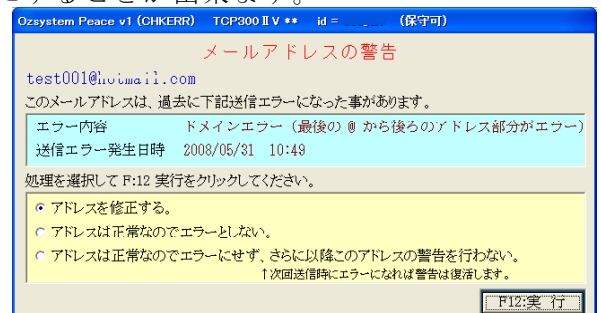 することが出来ます。
Ozsystem Peace v1 (CHKERR) TCP300ⅡV ** id = (保守可)
メールアドレスの警告
test001@hotmail.com
このメールアドレスは、過去に下記送信エラーになった事があります。
エラー内容 ドメインエラー（最後の @ から後ろのアドレス部分がエラー）
送信エラー発生日時 2008/05/31 10:49
処理を選択して F:12 実行をクリックしてください。
アドレスを修正する。
アドレスは正常なのでエラーとしない。
アドレスは正常なのでエラーにせず、さらに以降このアドレスの警告を行わない。
↑次回送信時にエラーになれば警告は復活します。
F12:実 行